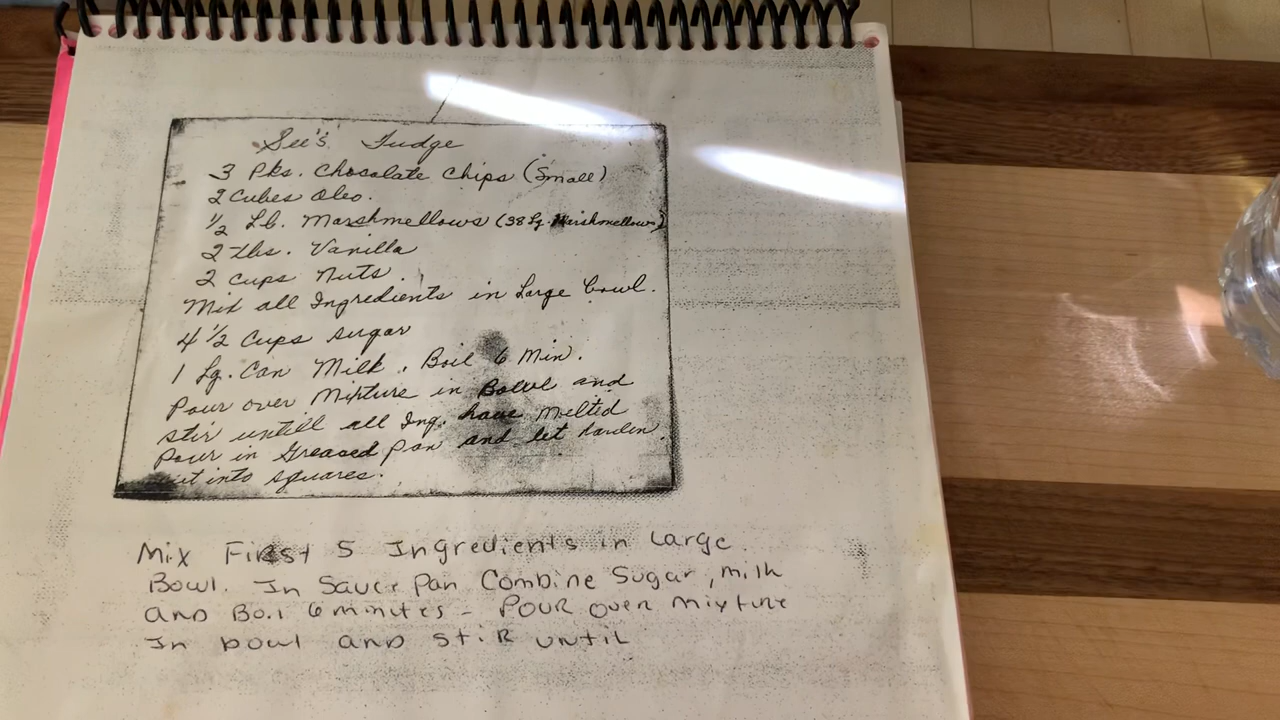 See's Fudge
3 Pks. Chocolate Chips (Small)
2 Cubes Oleo.
1/2 Lb. Marshmellows (38 Lg. Marshmellows)
2 Tbs. Vanilla
2 Cups Nuts.
Mix all Ingredients in Large Bowl.
4 1/2 Cups sugar
1 Lg. Can Milk. Boil 6 Min.
Pour over Mixture in Bowl and
stir untill all Ing. have melted
Pour in Greased Pan and let harden.
cut into squares.
Mix First 5 Ingredients in Large
Bowl. In Sauce Pan Combine Sugar, milk
AND Boil 6 minutes - POUR over mixture
In bowl AND stiR until